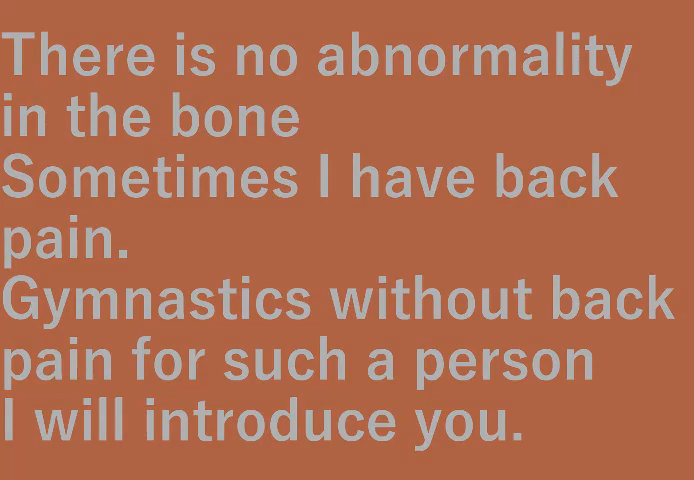 There is no abnormality
in the bone
Sometimes I have back
pain.
Gymnastics without back
pain for such a person
I will introduce you.